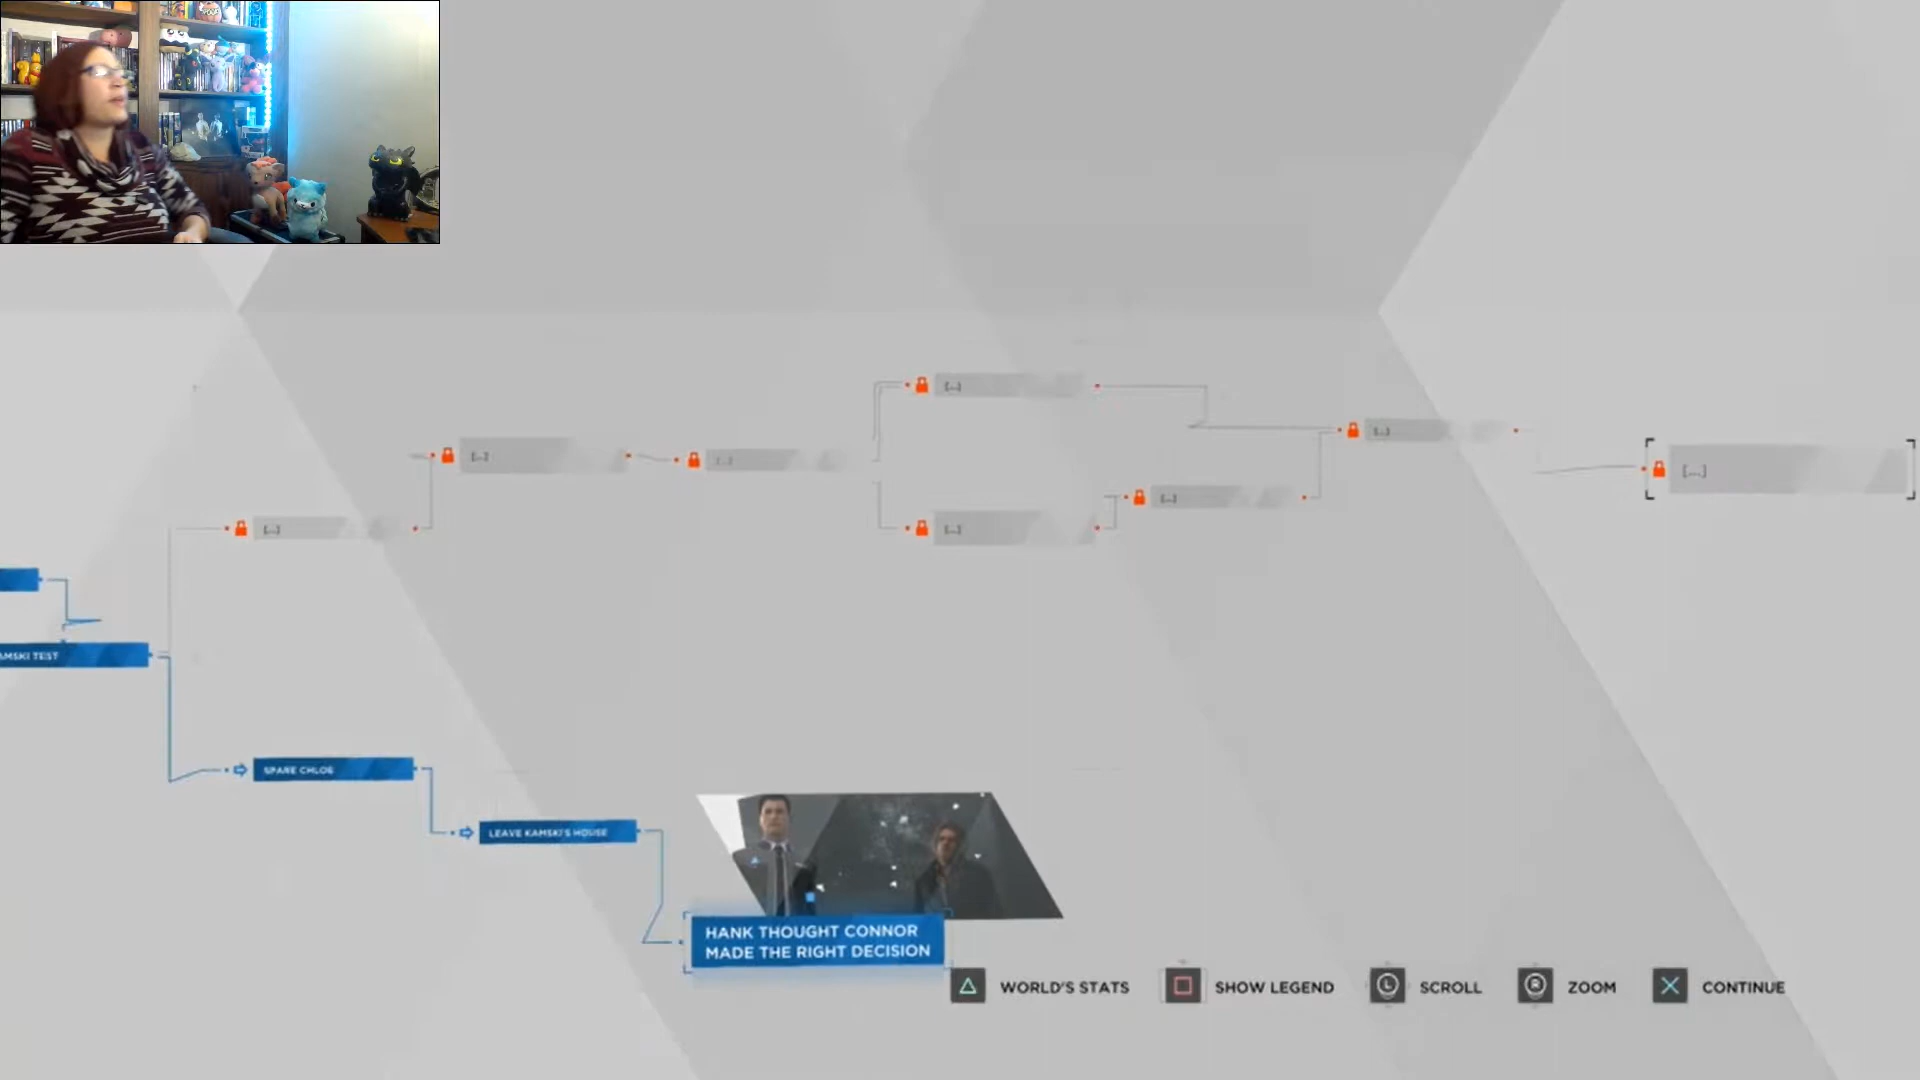 [...]
[...]
[...]
[...]
[...]
[...]
[...]
[...]
AMSKI TEST
SPARE CHLOE
LEAVE KAMSKI'S HOUSE
HANK THOUGHT CONNOR
MADE THE RIGHT DECISION
WORLD'S STATS
SHOW LEGEND
L SCROLL
R ZOOM
CONTINUE